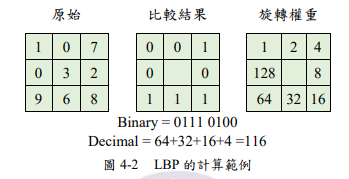 原始 比較結果 旋轉權重
1 0 7 0 0 1 1 2 4
0 3 2 0 0 128 8
9 6 8 1 1 1 64 32 16
Binary = 0111 0100
Decimal = 64+32+16+4 =116
圖 4-2 LBP 的計算範例